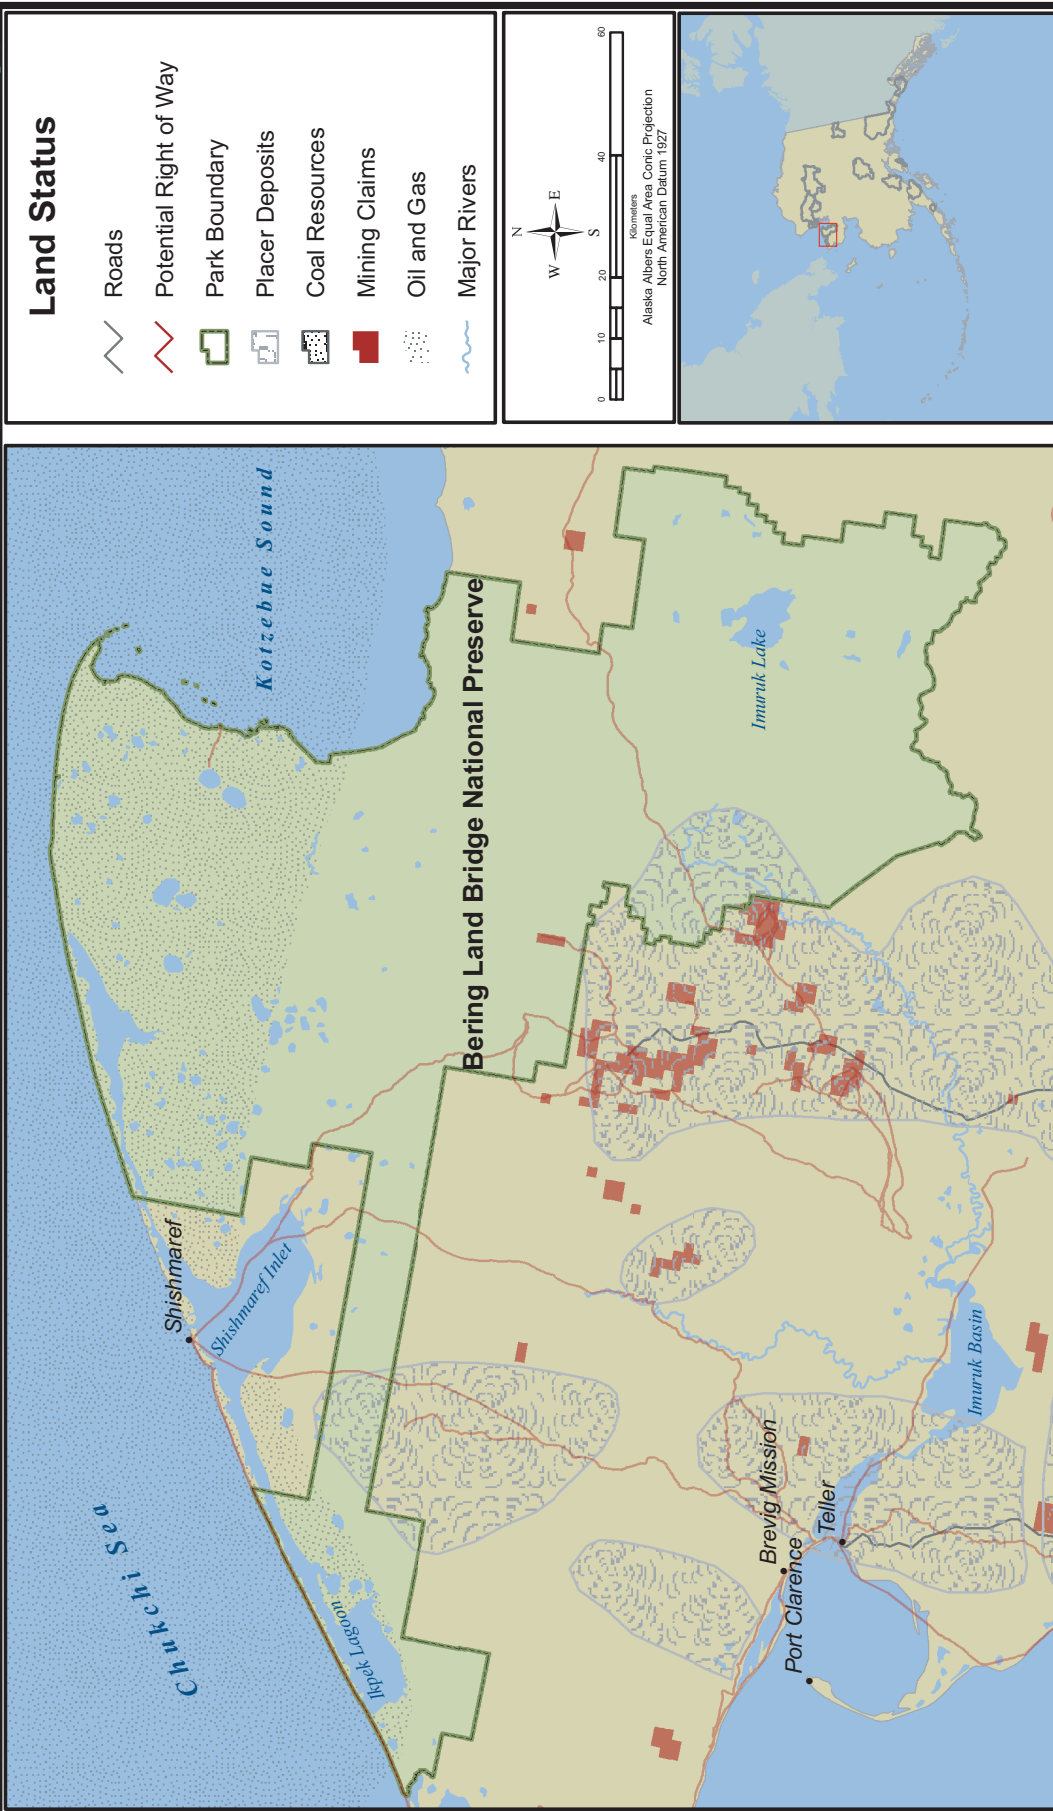 Land Status
Roads
Potential Right of Way
Park Boundary
Placer Deposits
Coal Resources
Mining Claims
Oil and Gas
Major Rivers
N
W
E
S
0
10
20
40
60
Kilometers
Alaska Albers Equal Area Conic Projection
North American Datum 1927
Chukchi Sea
Kotzebue Sound
Shishmaref
Shishmaref Inlet
Ikpek Lagoon
Bering Land Bridge National Preserve
Imuruk Lake
Brevig Mission
Port Clarence
Teller
Imuruk Basin